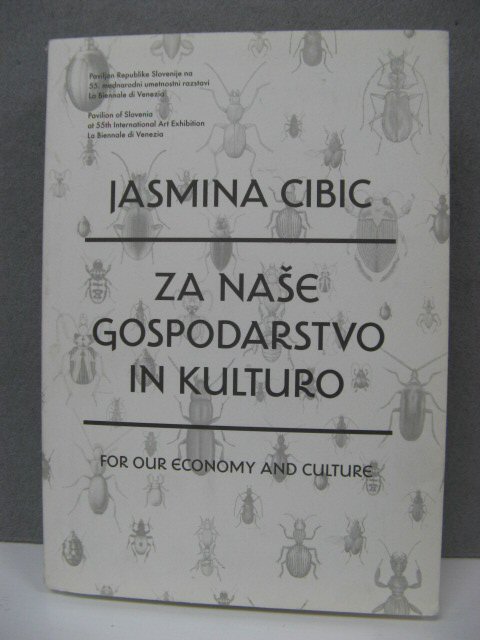 Paviljon Republike Slovenije na
55. mednarodni umetnostni razstavi
La Biennale di Venezia
Pavilion of Slovenia
at 55th International Art Exhibition
La Biennale di Venezia
JASMINA CIBIC
ZA NAŠE
GOSPODARSTVO
IN KULTURO
FOR OUR ECONOMY AND CULTURE